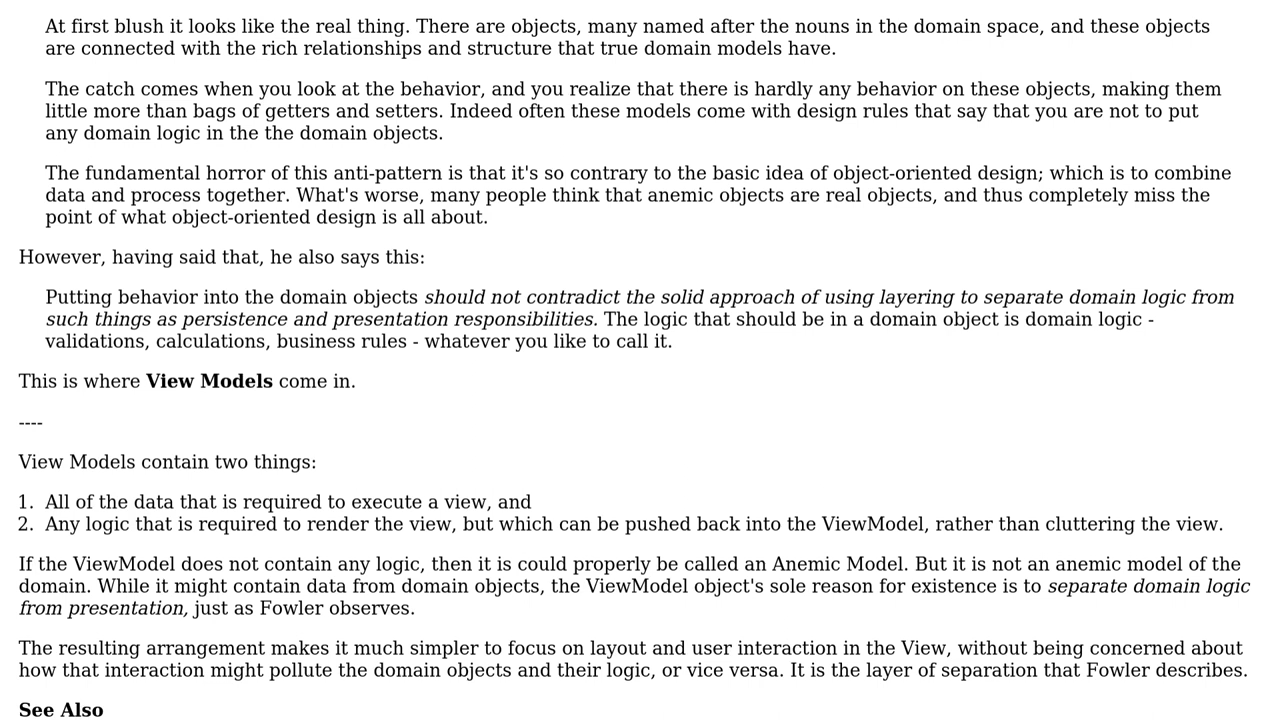 At first blush it looks like the real thing. There are objects, many named after the nouns in the domain space, and these objects
are connected with the rich relationships and structure that true domain models have.
The catch comes when you look at the behavior, and you realize that there is hardly any behavior on these objects, making them
little more than bags of getters and setters. Indeed often these models come with design rules that say that you are not to put
any domain logic in the the domain objects.
The fundamental horror of this anti-pattern is that it's so contrary to the basic idea of object-oriented design; which is to combine
data and process together. What's worse, many people think that anemic objects are real objects, and thus completely miss the
point of what object-oriented design is all about.
However, having said that, he also says this:
Putting behavior into the domain objects should not contradict the solid approach of using layering to separate domain logic from
such things as persistence and presentation responsibilities. The logic that should be in a domain object is domain logic -
validations, calculations, business rules - whatever you like to call it.
This is where View Models come in.
----
View Models contain two things:
1. All of the data that is required to execute a view, and
2. Any logic that is required to render the view, but which can be pushed back into the ViewModel, rather than cluttering the view.
If the ViewModel does not contain any logic, then it is could properly be called an Anemic Model. But it is not an anemic model of the
domain. While it might contain data from domain objects, the ViewModel object's sole reason for existence is to separate domain logic
from presentation, just as Fowler observes.
The resulting arrangement makes it much simpler to focus on layout and user interaction in the View, without being concerned about
how that interaction might pollute the domain objects and their logic, or vice versa. It is the layer of separation that Fowler describes.
See Also